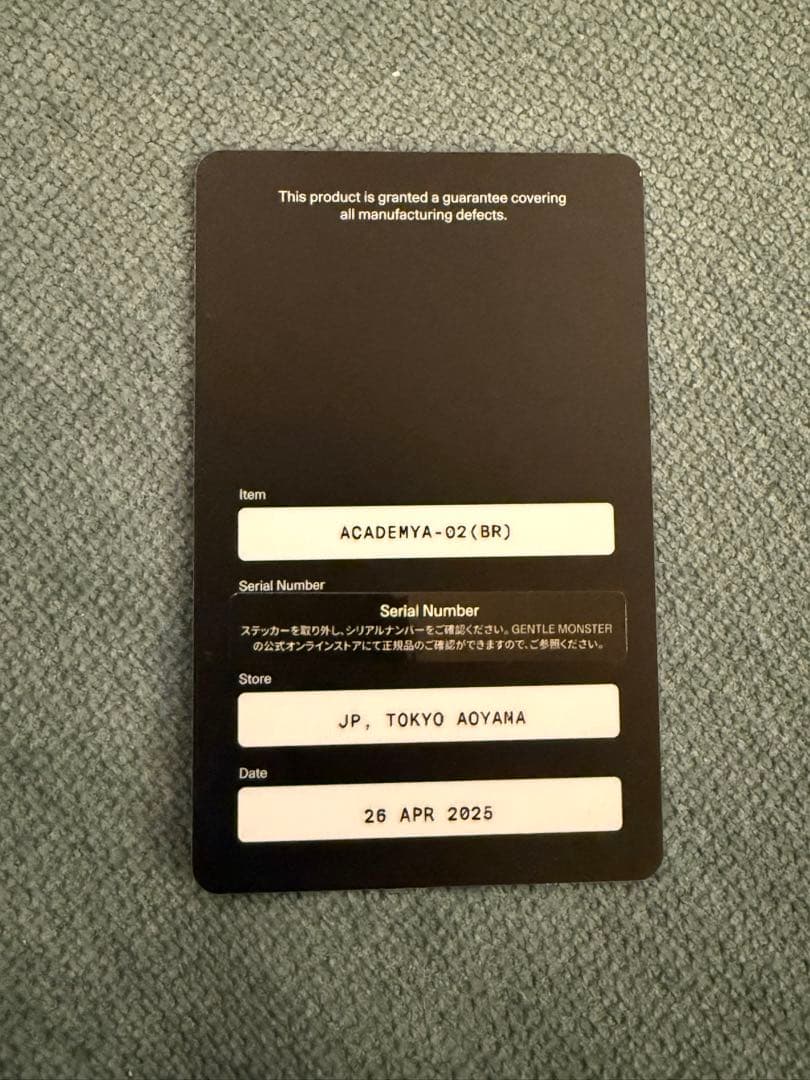 This product is granted a guarantee covering
all manufacturing defects.
Item
ACADEMYA-02(BR)
Serial Number
Serial Number
ステッカーを取り外し、シリアルナンバーをご確認ください。GENTLE MONSTER
の公式オンラインストアにて正規品のご確認ができますので、ご参照ください。
Store
JP, TOKYO AOYAMA
Date
26 APR 2025